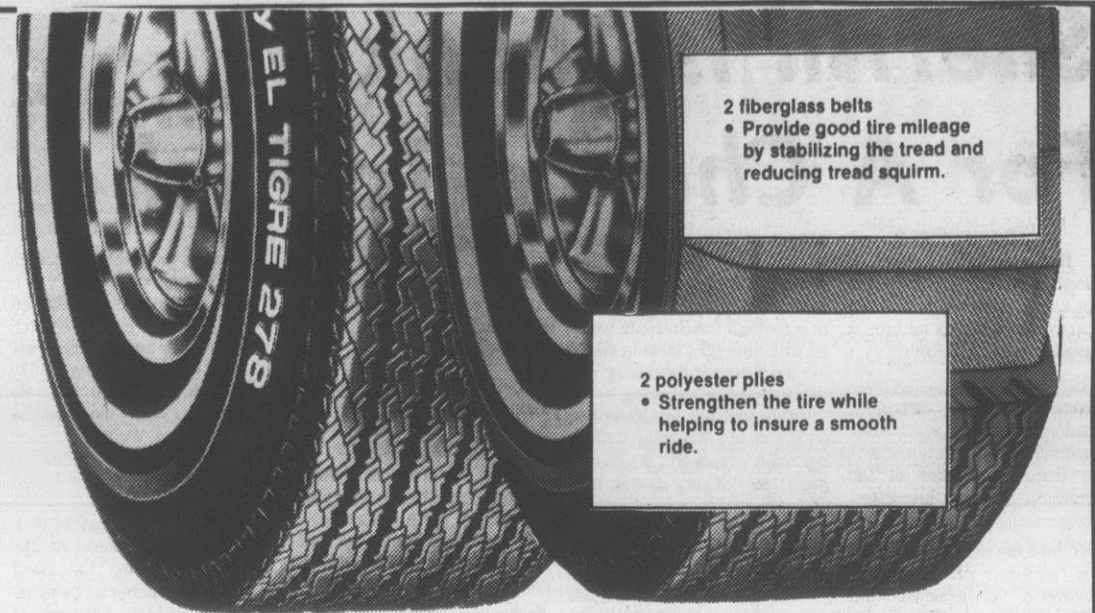 y EL TIGRE 278
2 fiberglass belts
• Provide good tire mileage
by stabilizing the tread and
reducing tread squirm.
2 polyester plies
• Strengthen the tire while
helping to insure a smooth
ride.